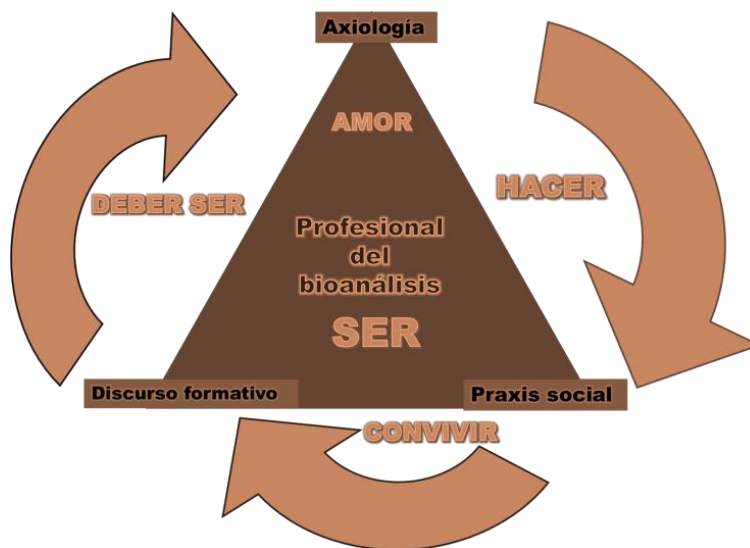 Axiología
AMOR
DEBER SER
HACER
Profesional
del
bioanálisis
SER
Discurso formativo
Praxis social
CONVIVIR